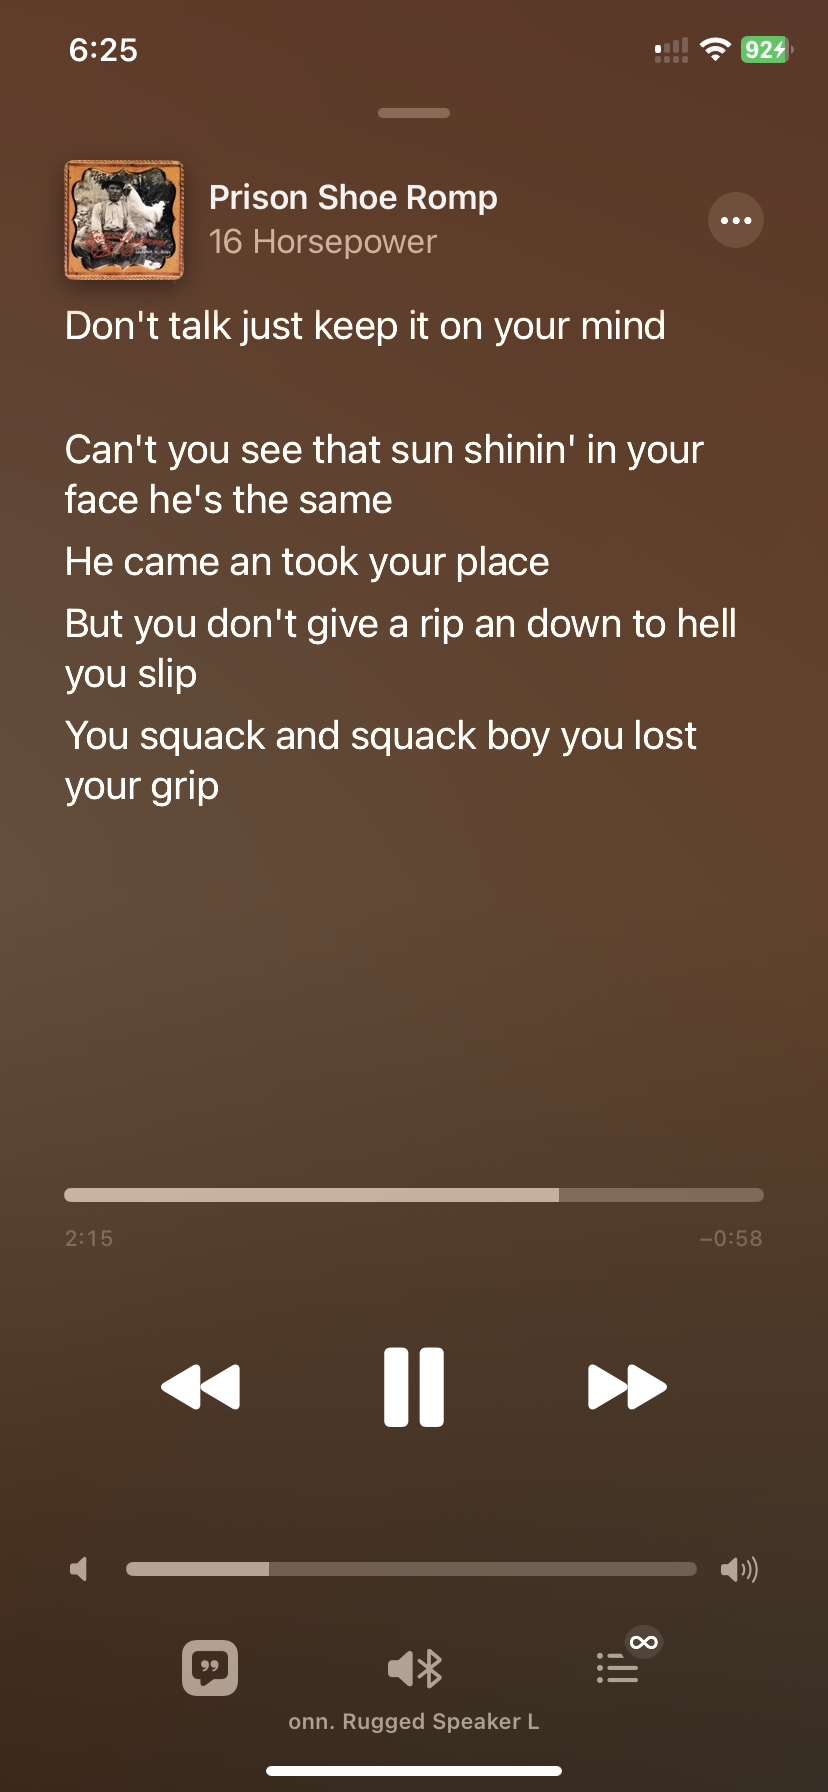 6:25
92
Prison Shoe Romp
16 Horsepower
Don't talk just keep it on your mind
Can't you see that sun shinin' in your
face he's the same
He came an took your place
But you don't give a rip an down to hell
you slip
You squack and squack boy you lost
your grip
2:15
−0:58
onn. Rugged Speaker L